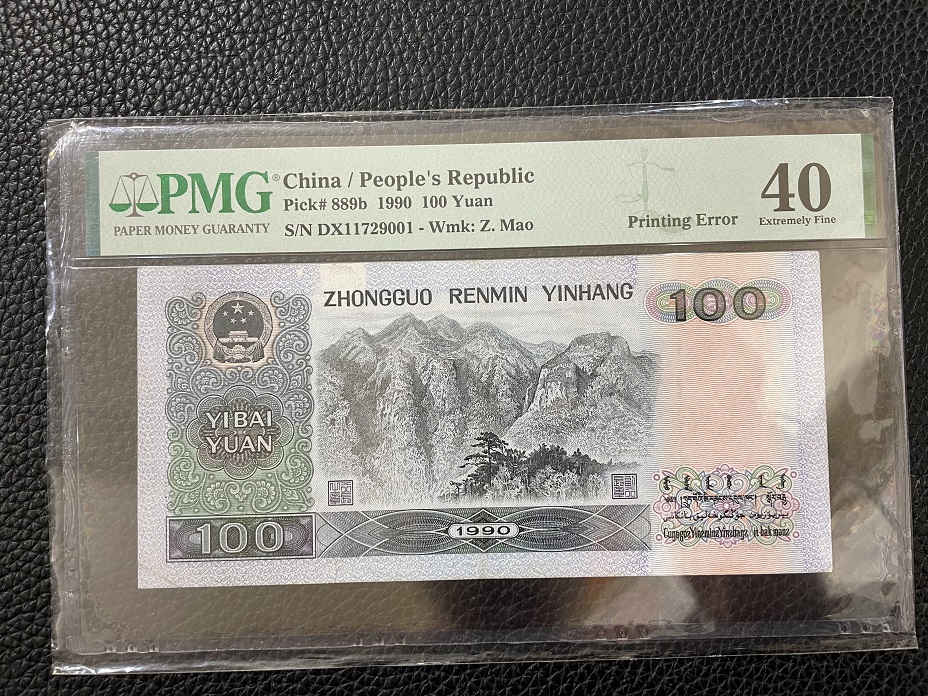 PMG®
PAPER MONEY GUARANTY
China / People's Republic
Pick# 889b 1990 100 Yuan
S/N DX11729001 - Wmk: Z. Mao
Printing Error
40
Extremely Fine
ZHONGGUO RENMIN YINHANG
100
YIBAI
YUAN
100
1990